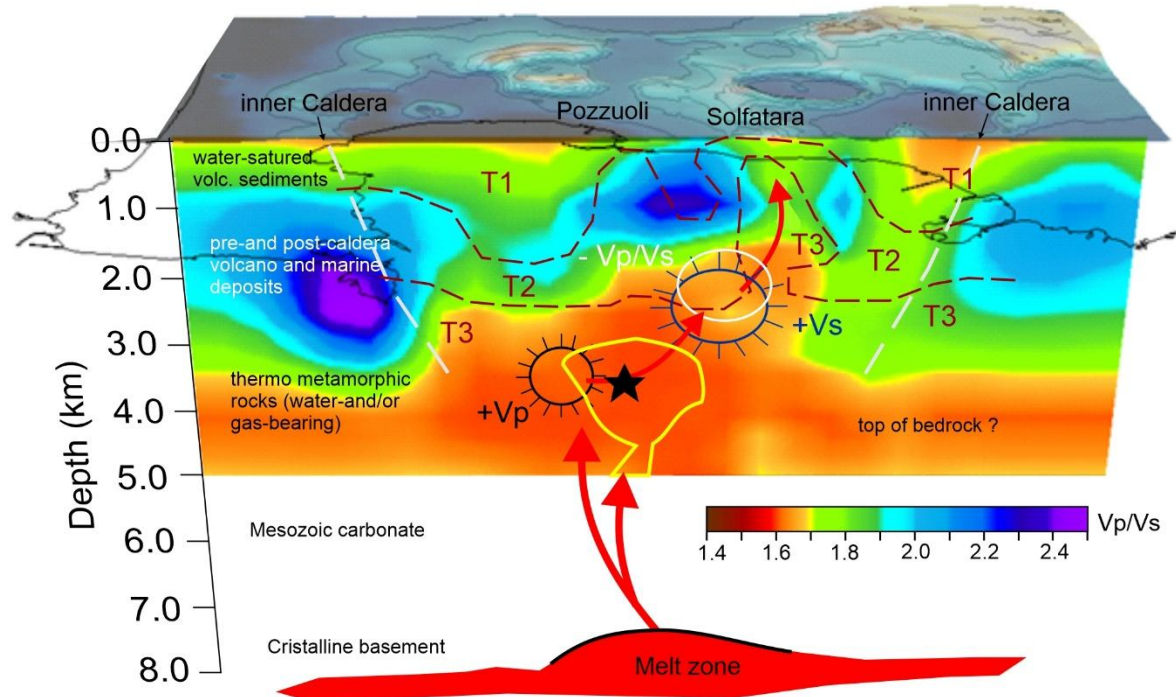 inner Caldera
Pozzuoli
Solfatara
inner Caldera
0.0
water-satured
volc. sediments
T1
T1
1.0
pre-and post-caldera
volcano and marine
deposits
- Vp/Vs
T3
T2
2.0
T2
+Vs
T3
T3
3.0
thermo metamorphic
rocks (water-and/or
gas-bearing)
+Vp
top of bedrock ?
4.0
5.0
Depth (km)
Mesozoic carbonate
6.0
Vp/Vs
1.4 1.6 1.8 2.0 2.2 2.4
7.0
Cristalline basement
Melt zone
8.0